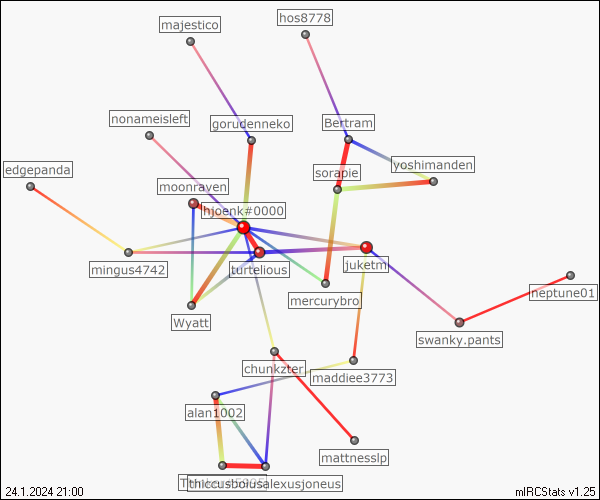 hos8778
majestico
nonameisleft
gorudenneko
Bertram
edgepanda
sorapie
yoshimanden
moonraven
hjoenk#0000
mingus4742
turtelious
juketm
mercurybro
neptune01
Wyatt
swanky.pants
chunkzter
maddiee3773
alan1002
mattnesslp
24.1.2024 21:00
mIRCStats v1.25